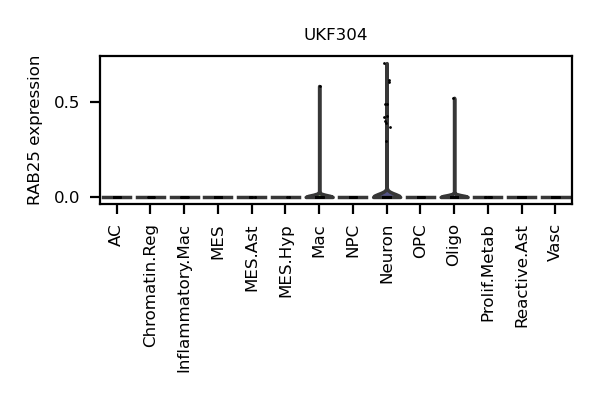 UKF304
RAB25 expression
0.5
0.0
AC
Chromatin.Reg
Inflammatory.Mac
MES
MES.Ast
MES.Hyp
Mac
NPC
Neuron
OPC
Oligo
Prolif.Metab
Reactive.Ast
Vasc